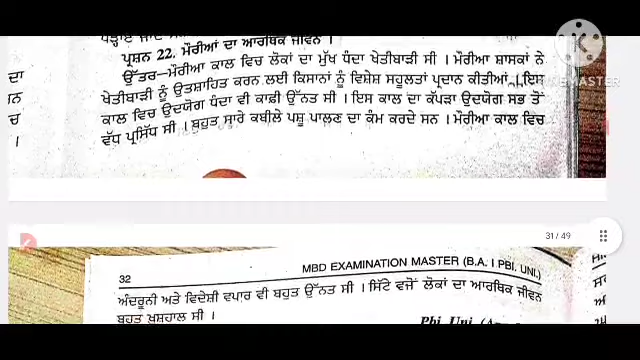 ਪ੍ਰਸ਼ਨ 22. ਮੌਰੀਆਂ ਦਾ ਆਰਥਿਕ ਜੀਵਨ ।
ਉੱਤਰ—ਮੌਰੀਆ ਕਾਲ ਵਿਚ ਲੋਕਾਂ ਦਾ ਮੁੱਖ ਧੰਦਾ ਖੇਤੀਬਾੜੀ ਸੀ । ਮੌਰੀਆ ਸ਼ਾਸਕਾਂ ਨੇ
ਖੇਤੀਬਾੜੀ ਨੂੰ ਉਤਸ਼ਾਹਿਤ ਕਰਨ ਲਈ ਕਿਸਾਨਾਂ ਨੂੰ ਵਿਸ਼ੇਸ਼ ਸਹੂਲਤਾਂ ਪ੍ਰਦਾਨ ਕੀਤੀਆਂ । ਇਸ
ਕਾਲ ਵਿਚ ਉਦਯੋਗ ਧੰਦਾ ਵੀ ਕਾਫ਼ੀ ਉੱਨਤ ਸੀ । ਇਸ ਕਾਲ ਦਾ ਕੱਪੜਾ ਉਦਯੋਗ ਸਭ ਤੋਂ
ਵੱਧ ਪ੍ਰਸਿੱਧ ਸੀ । ਬਹੁਤ ਸਾਰੇ ਕਬੀਲੇ ਪਸ਼ੂ ਪਾਲਣ ਦਾ ਕੰਮ ਕਰਦੇ ਸਨ । ਮੌਰੀਆ ਕਾਲ ਵਿਚ
ਦਾ
ਚ
।
KINEMASTER
31 / 49
32
MBD EXAMINATION MASTER (B.A. I PBI. UNI.)
ਅੰਦਰੂਨੀ ਅਤੇ ਵਿਦੇਸ਼ੀ ਵਪਾਰ ਵੀ ਬਹੁਤ ਉੱਨਤ ਸੀ । ਸਿੱਟੇ ਵਜੋਂ ਲੋਕਾਂ ਦਾ ਆਰਥਿਕ ਜੀਵਨ
ਬਹੁਤ ਖ਼ੁਸ਼ਹਾਲ ਸੀ ।